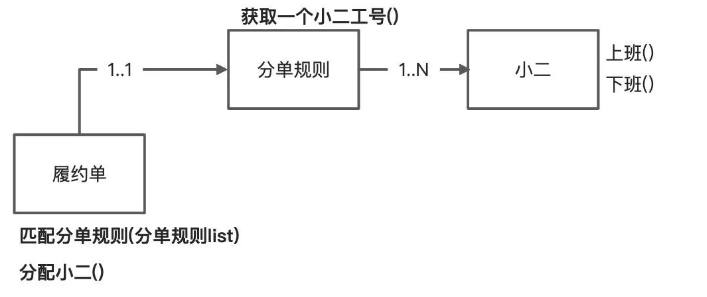 获取一个小二工号()
1..1
分单规则
1..N
小二
上班()
下班()
履约单
匹配分单规则(分单规则list)
分配小二()